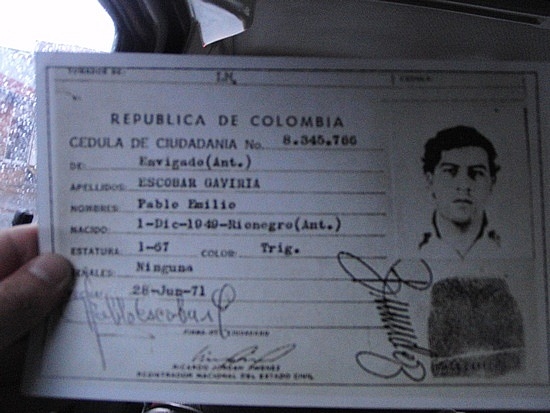 I.M.
REPUBLICA DE COLOMBIA
CEDULA DE CIUDADANIA No. 8.345.766
DE: Envigado(Ant.)
APELLIDOS: ESCOBAR GAVIRIA
NOMBRES: Pablo Emilio
NACIDO: 1-Dic-1949-Rionegro(Ant.)
ESTATURA: 1-67 COLOR: Trig.
SEÑALES: Ninguna
28-Jun-71
Pablo Escobar G
FIRMA DEL CIUDADANO
REGISTRADOR NACIONAL DEL ESTADO CIVIL